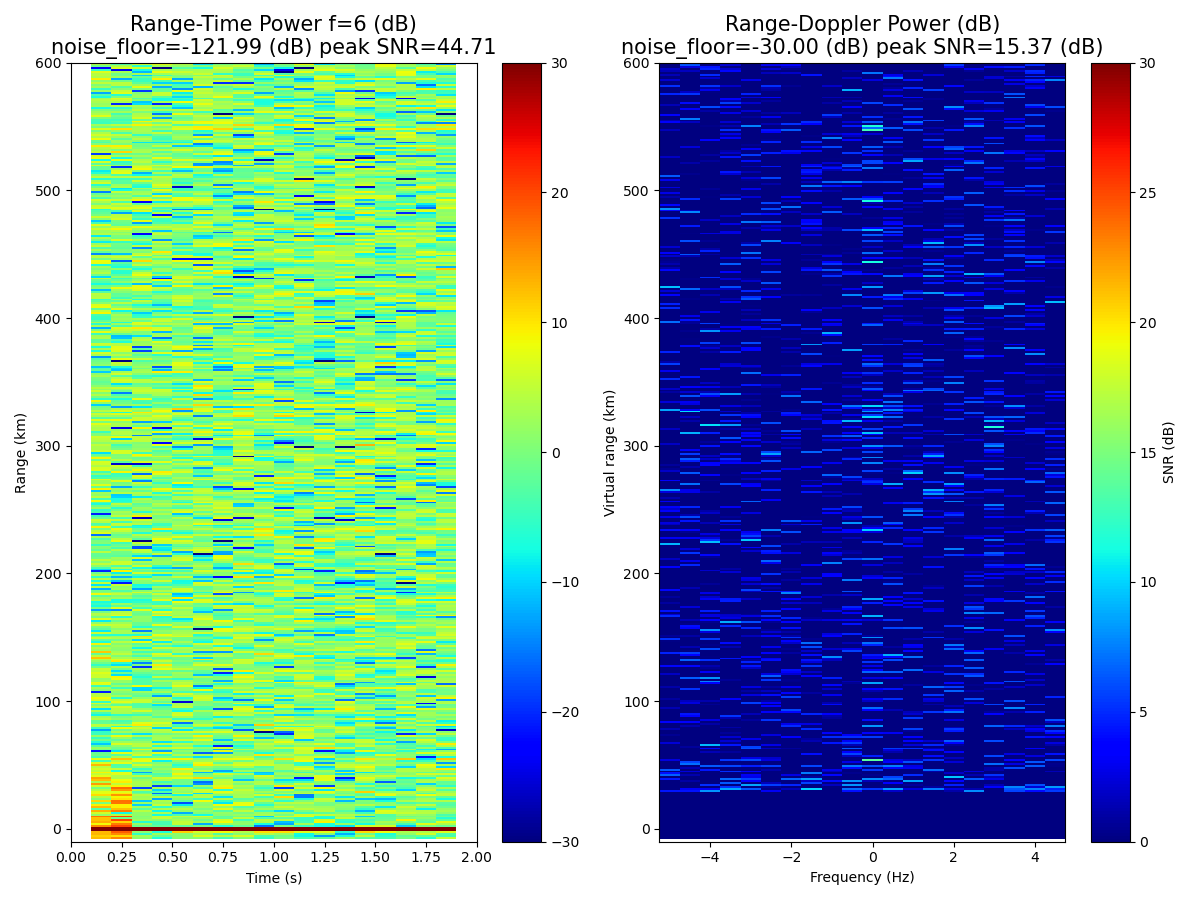 Range-Time Power f=6 (dB)
noise_floor=-121.99 (dB) peak SNR=44.71
Range-Doppler Power (dB)
noise_floor=-30.00 (dB) peak SNR=15.37 (dB)
600
500
400
300
200
100
0
Range (km)
0.00 0.25 0.50 0.75 1.00 1.25 1.50 1.75 2.00
Time (s)
30
20
10
0
−10
−20
−30
600
500
400
300
200
100
0
Virtual range (km)
−4 −2 0 2 4
Frequency (Hz)
30
25
20
15
10
5
0
SNR (dB)